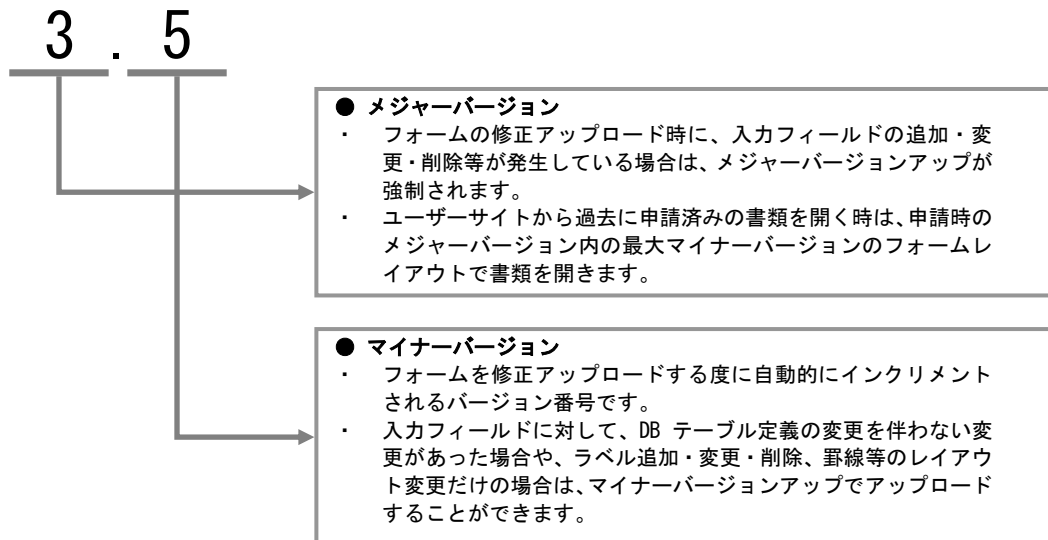 3 . 5
● メジャーバージョン
・ フォームの修正アップロード時に、入力フィールドの追加・変
更・削除等が発生している場合は、メジャーバージョンアップが
強制されます。
・ ユーザーサイトから過去に申請済みの書類を開く時は、申請時の
メジャーバージョン内の最大マイナーバージョンのフォームレ
イアウトで書類を開きます。
● マイナーバージョン
・ フォームを修正アップロードする度に自動的にインクリメント
されるバージョン番号です。
・ 入力フィールドに対して、DB テーブル定義の変更を伴わない変
更があった場合や、ラベル追加・変更・削除、罫線等のレイアウ
ト変更だけの場合は、マイナーバージョンアップでアップロード
することができます。